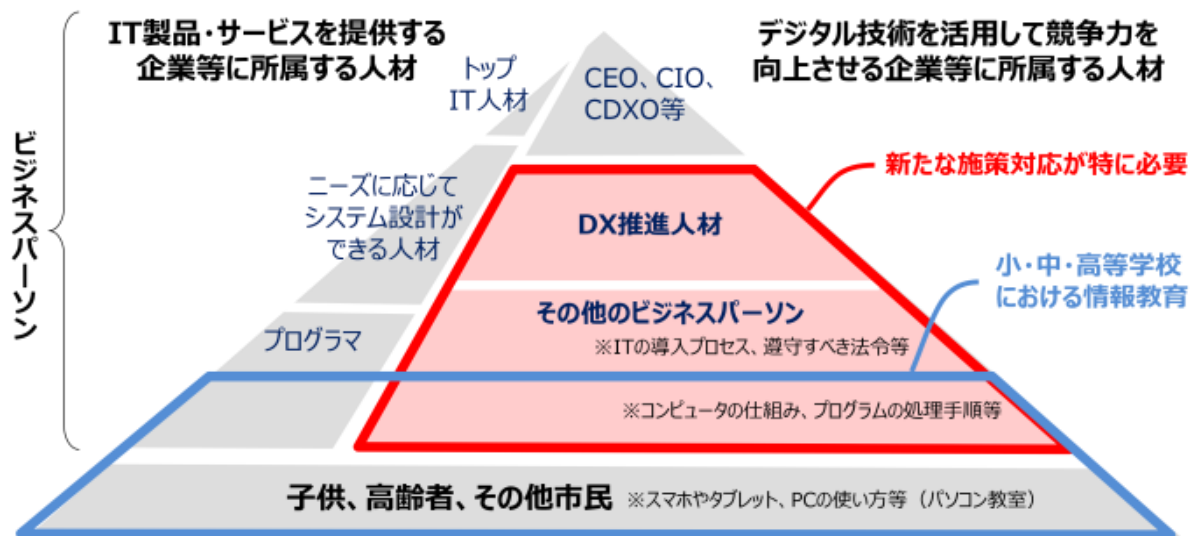 IT製品・サービスを提供する
企業等に所属する人材
デジタル技術を活用して競争力を
向上させる企業等に所属する人材
トップ
IT人材
CEO、CIO、
CDXO等
ビジネスパーソン
新たな施策対応が特に必要
ニーズに応じて
システム設計が
できる人材
DX推進人材
小・中・高等学校
における情報教育
プログラマ
その他のビジネスパーソン
※ITの導入プロセス、遵守すべき法令等
※コンピュータの仕組み、プログラムの処理手順等
子供、高齢者、その他市民 ※スマホやタブレット、PCの使い方等（パソコン教室）